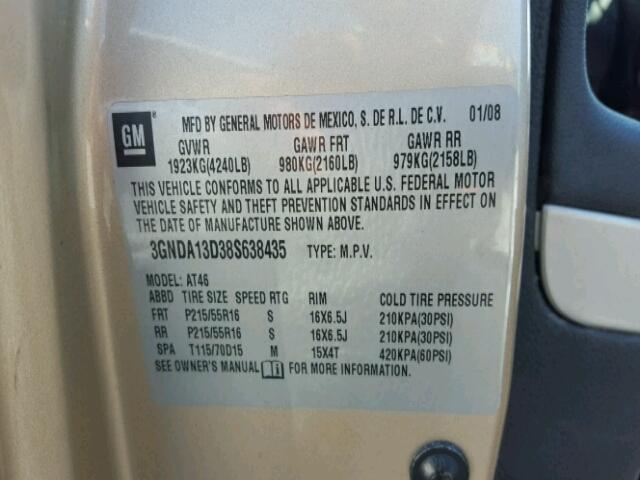 GM
MFD BY GENERAL MOTORS DE MEXICO, S. DE R.L. DE C.V. 01/08
GVWR GAWR FRT GAWR RR
1923KG(4240LB) 980KG(2160LB) 979KG(2158LB)
THIS VEHICLE CONFORMS TO ALL APPLICABLE U.S. FEDERAL MOTOR
VEHICLE SAFETY AND THEFT PREVENTION STANDARDS IN EFFECT ON
THE DATE OF MANUFACTURE SHOWN ABOVE.
3GNDA13D38S638435 TYPE: M.P.V.
MODEL: AT46
ABBD TIRE SIZE SPEED RTG RIM COLD TIRE PRESSURE
FRT P215/55R16 S 16X6.5J 210KPA(30PSI)
RR P215/55R16 S 16X6.5J 210KPA(30PSI)
SPA T115/70D15 M 15X4T 420KPA(60PSI)
SEE OWNER'S MANUAL FOR MORE INFORMATION.